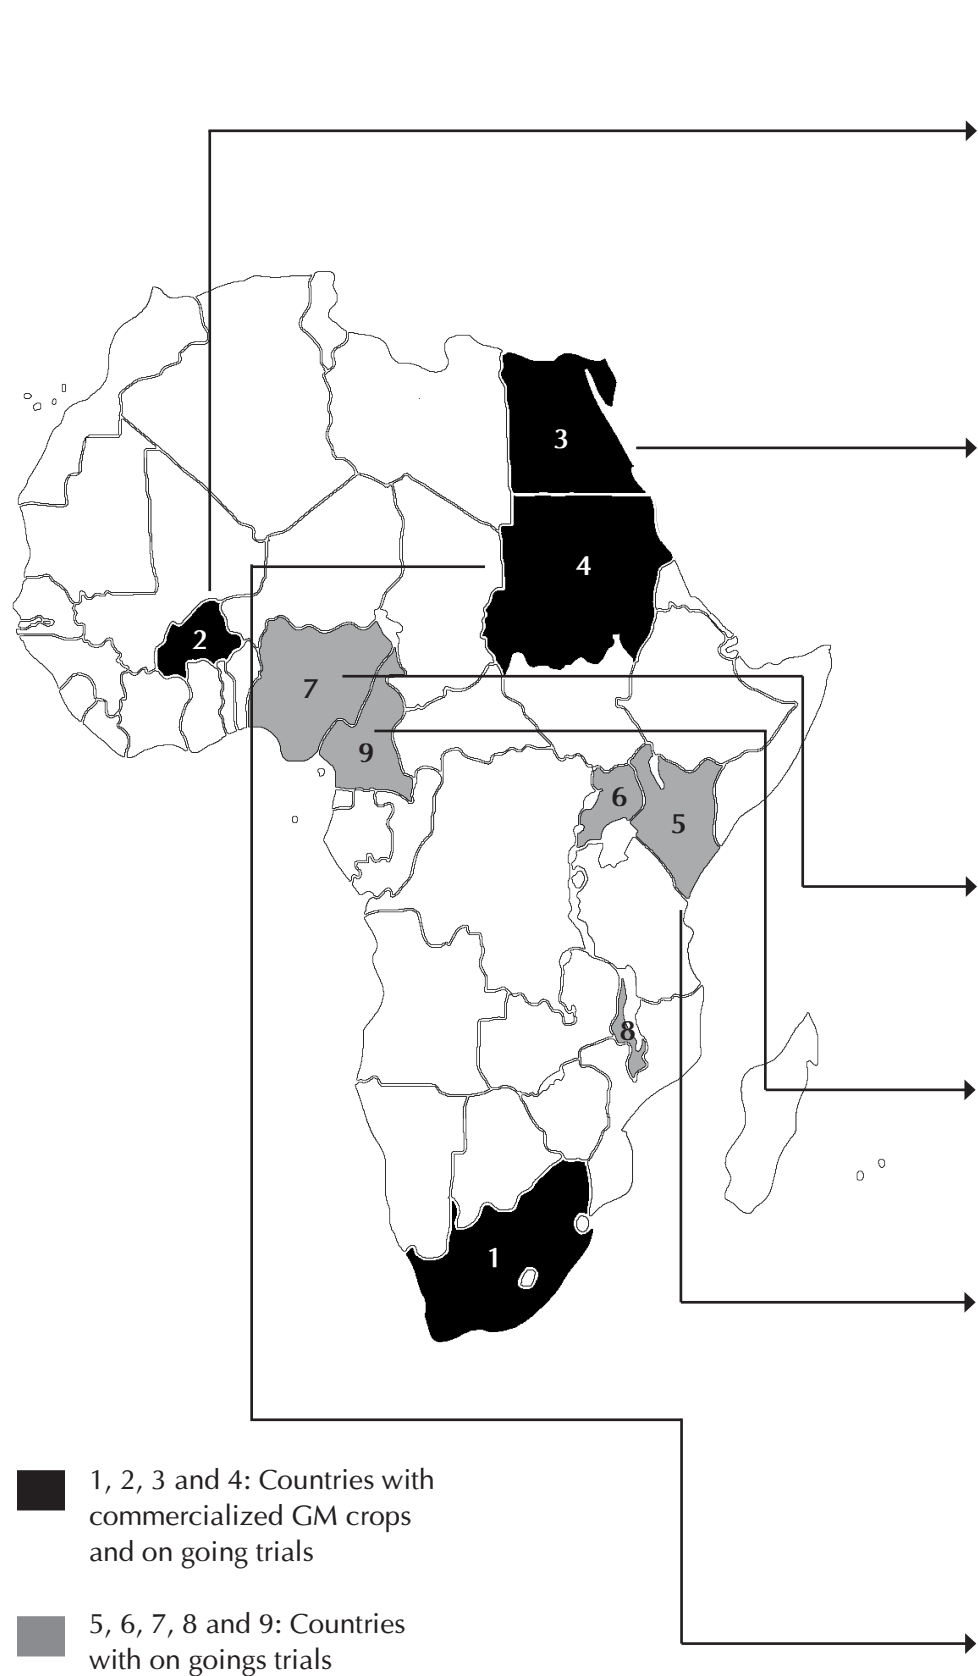 3
4
2
7
9
6
5
8
1
1, 2, 3 and 4: Countries with
commercialized GM crops
and on going trials
5, 6, 7, 8 and 9: Countries
with on goings trials